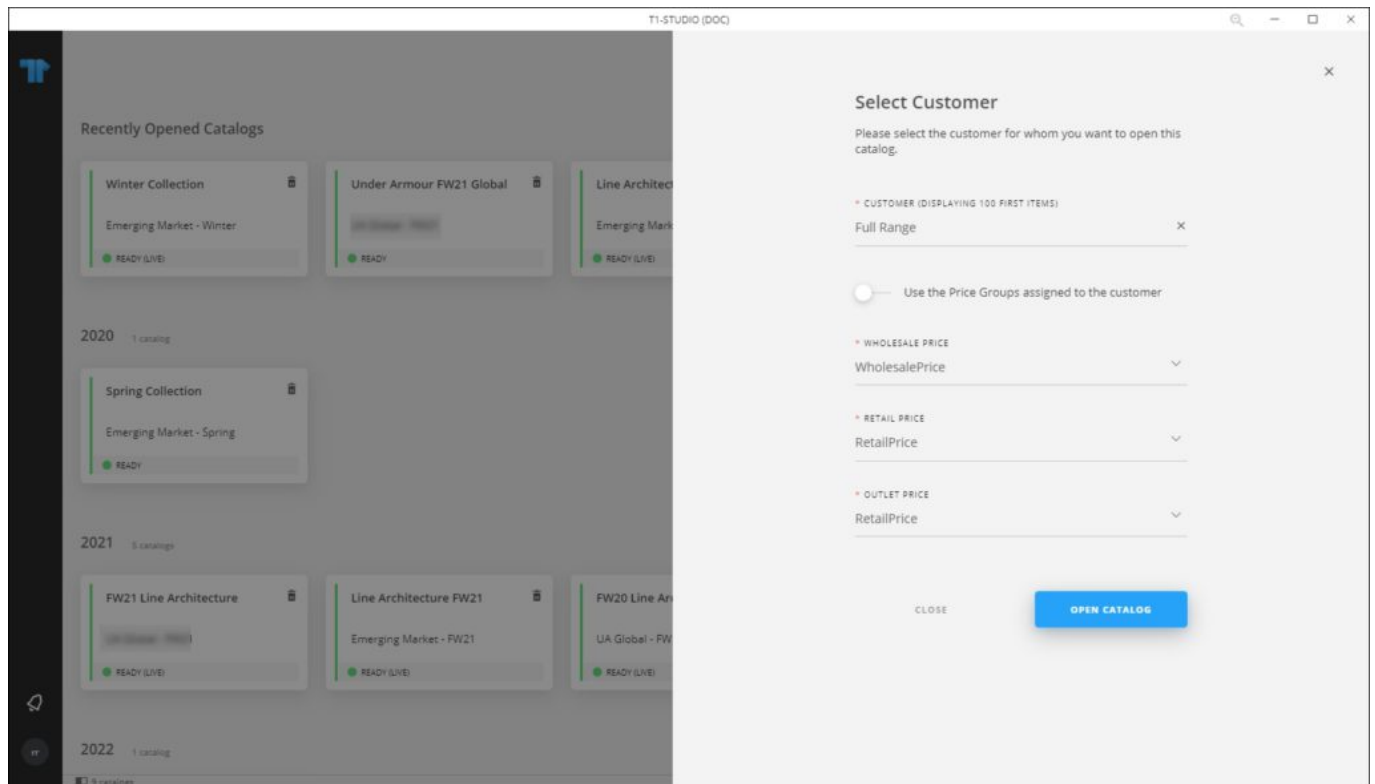 T1-STUDIO (DOC)
Recently Opened Catalogs
Winter Collection
Emerging Market - Winter
READY (LIVE)
Under Armour FW21 Global
READY
Line Architect
Emerging Mark
READY (LIVE)
2020 1 catalog
Spring Collection
Emerging Market - Spring
READY
2021 catalogs
FW21 Line Architecture
READY (LIVE)
Line Architecture FW21
Emerging Market - FW21
READY (LIVE)
FW20 Line Ar
UA Global - FW
READY (LIVE)
2022 1 catalog
9 catalogs
Select Customer
Please select the customer for whom you want to open this
catalog.
* CUSTOMER (DISPLAYING 100 FIRST ITEMS)
Full Range
Use the Price Groups assigned to the customer
* WHOLESALE PRICE
WholesalePrice
* RETAIL PRICE
RetailPrice
* OUTLET PRICE
RetailPrice
CLOSE
OPEN CATALOG